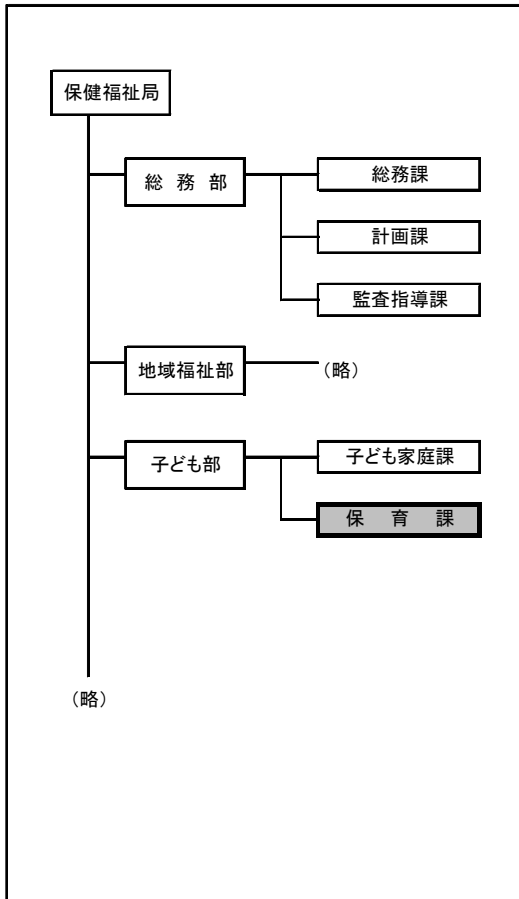 保健福祉局
総 務 部
総務課
計画課
監査指導課
地域福祉部
（略）
子ども部
子ども家庭課
保 育 課
（略）